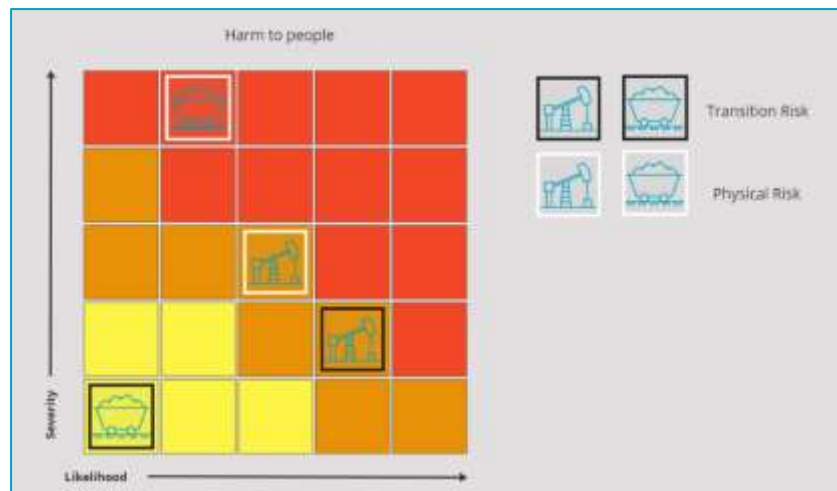 Harm to people
Transition Risk
Physical Risk
Severity
Likelihood